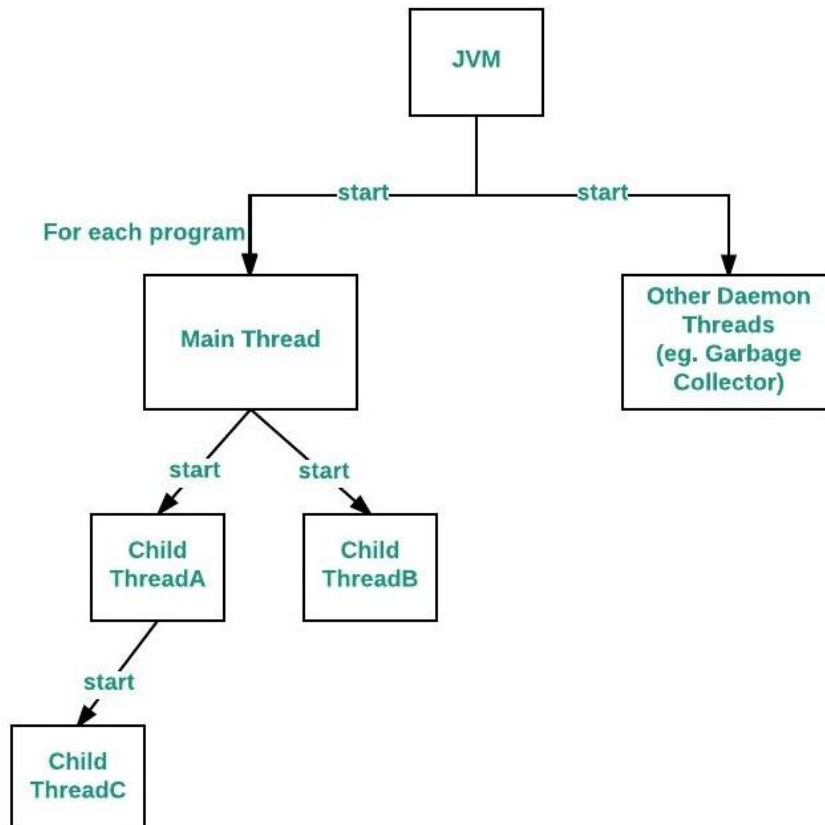 JVM
start
start
For each program
Main Thread
Other Daemon
Threads
(eg. Garbage
Collector)
start
start
Child
ThreadA
Child
ThreadB
start
Child
ThreadC